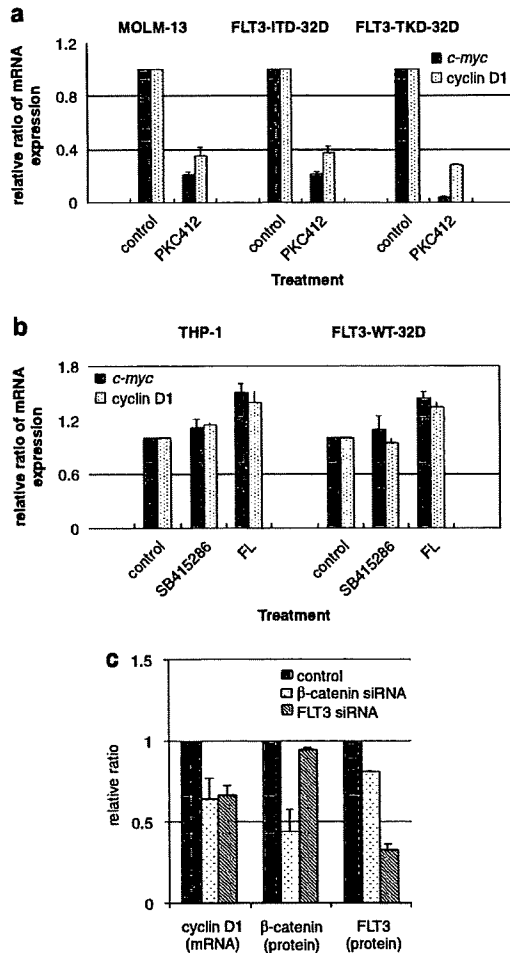 a
MOLM-13 FLT3-ITD-32D FLT3-TKD-32D
c-myc
cyclin D1
relative ratio of mRNA
expression
1.2
0.8
0.4
0
control PKC412 control PKC412 control PKC412
Treatment
b
THP-1 FLT3-WT-32D
c-myc
cyclin D1
relative ratio of mRNA
expression
1.8
1.2
0.6
0
control SB415286 FL control SB415286 FL
Treatment
c
control
β-catenin siRNA
FLT3 siRNA
relative ratio
1.5
1
0.5
0
cyclin D1 β-catenin FLT3
(mRNA) (protein) (protein)